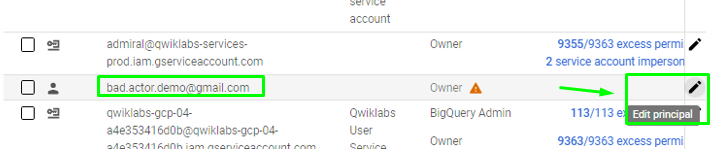 service
account
admiral@qwiklabs-services-
prod.iam.gserviceaccount.com
Owner
9355/9363 excess permi
2 service account imperson
bad.actor.demo@gmail.com
Owner
Edit principal
qwiklabs-gcp-04-
a4e353416d0b@qwiklabs-gcp-04-
a4e353416d0b.iam.gserviceaccount.com
Qwiklabs
User
Service
BigQuery Admin
113/113 ex
Owner
9363/9363 excess permi